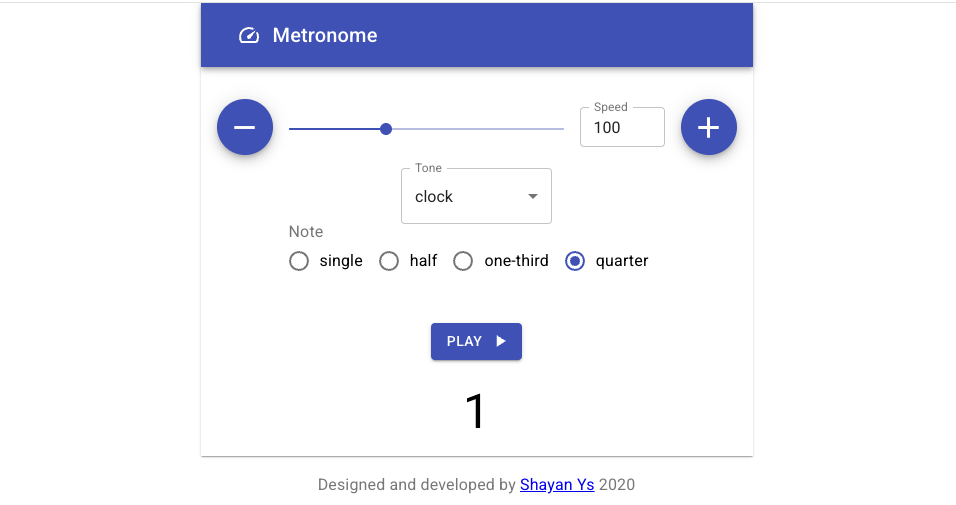 Metronome
Speed
100
Tone
clock
Note
single half one-third quarter
PLAY
1
Designed and developed by Shayan Ys 2020